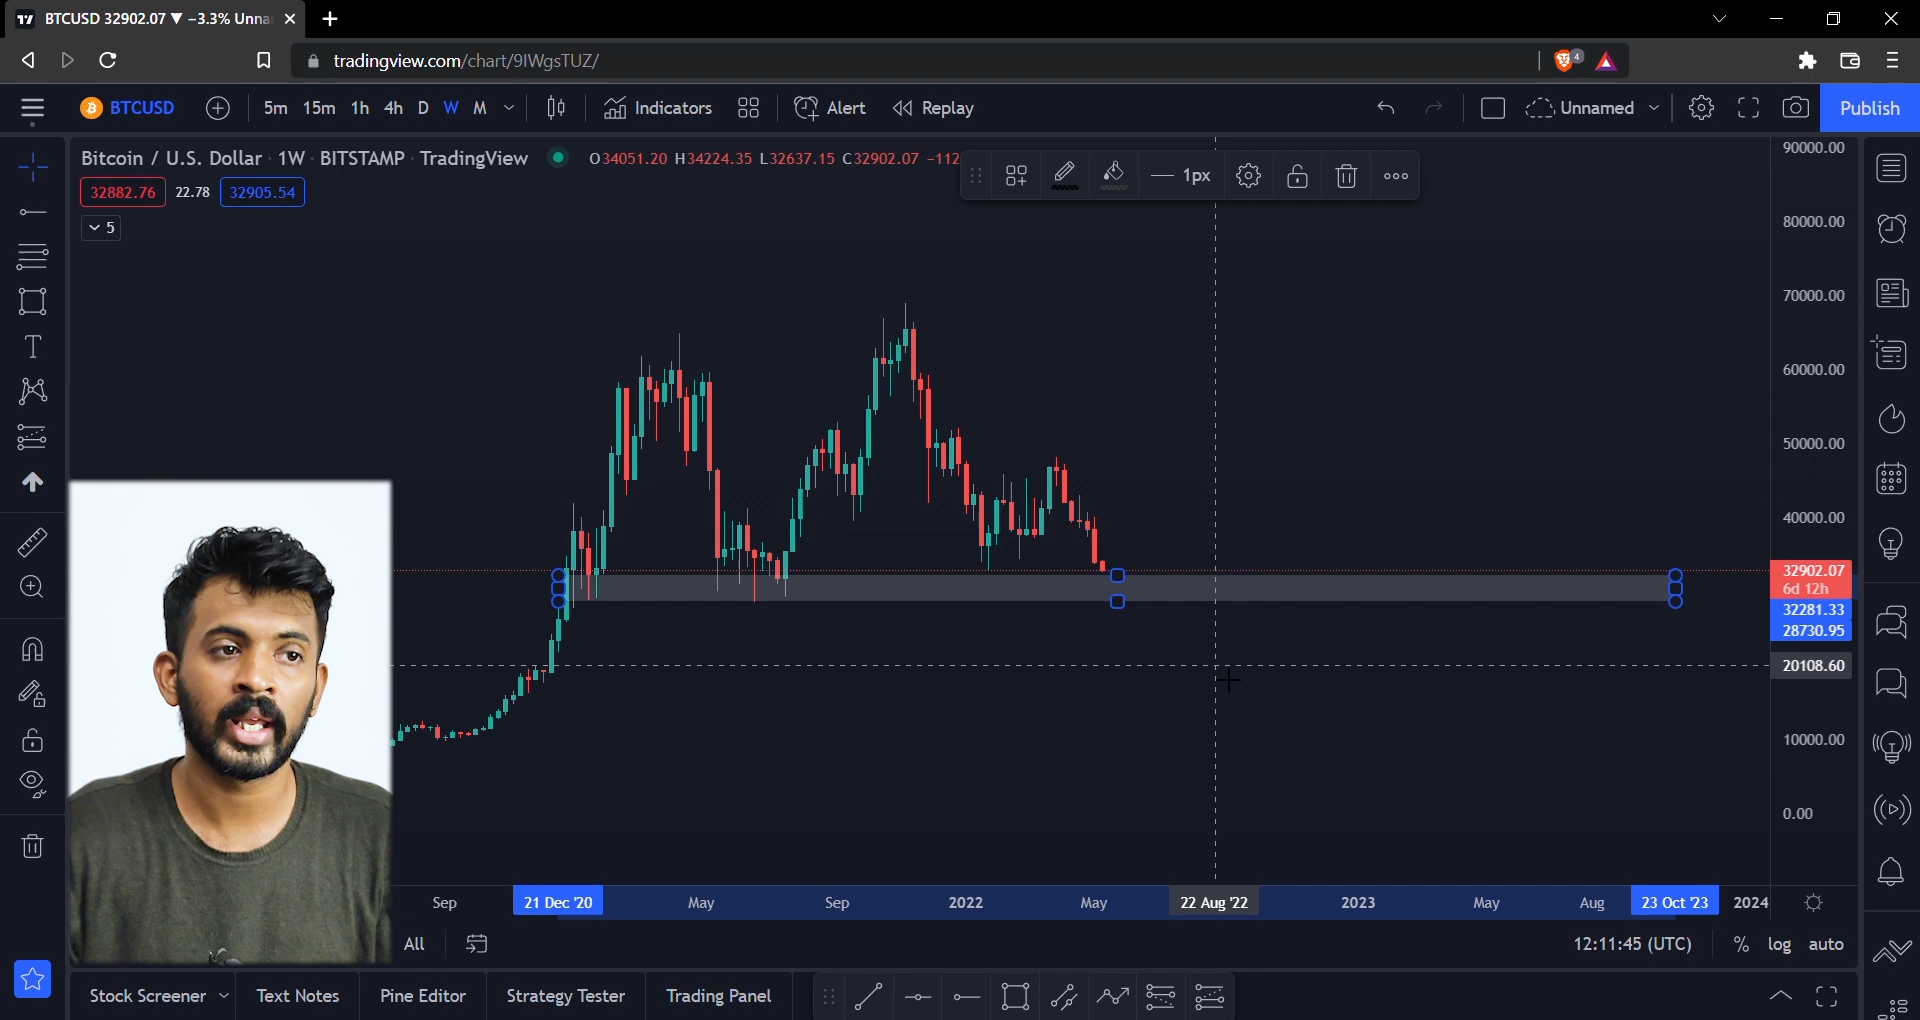 BTCUSD 32902.07 ▼ −3.3% Unna
tradingview.com/chart/9IWgsTUZ/
4
BTCUSD
5m 15m 1h 4h D W M
Indicators
Alert
Replay
Unnamed
Publish
Bitcoin / U.S. Dollar · 1W · BITSTAMP · TradingView
O34051.20 H34224.35 L32637.15 C32902.07 −112
1px
32882.76 22.78 32905.54
5
90000.00
80000.00
70000.00
60000.00
50000.00
40000.00
32902.07
6d 12h
32281.33
28730.95
20108.60
10000.00
0.00
Sep 21 Dec '20 May Sep 2022 May 22 Aug '22 2023 May Aug 23 Oct '23 2024
All
12:11:45 (UTC) % log auto
Stock Screener Text Notes Pine Editor Strategy Tester Trading Panel